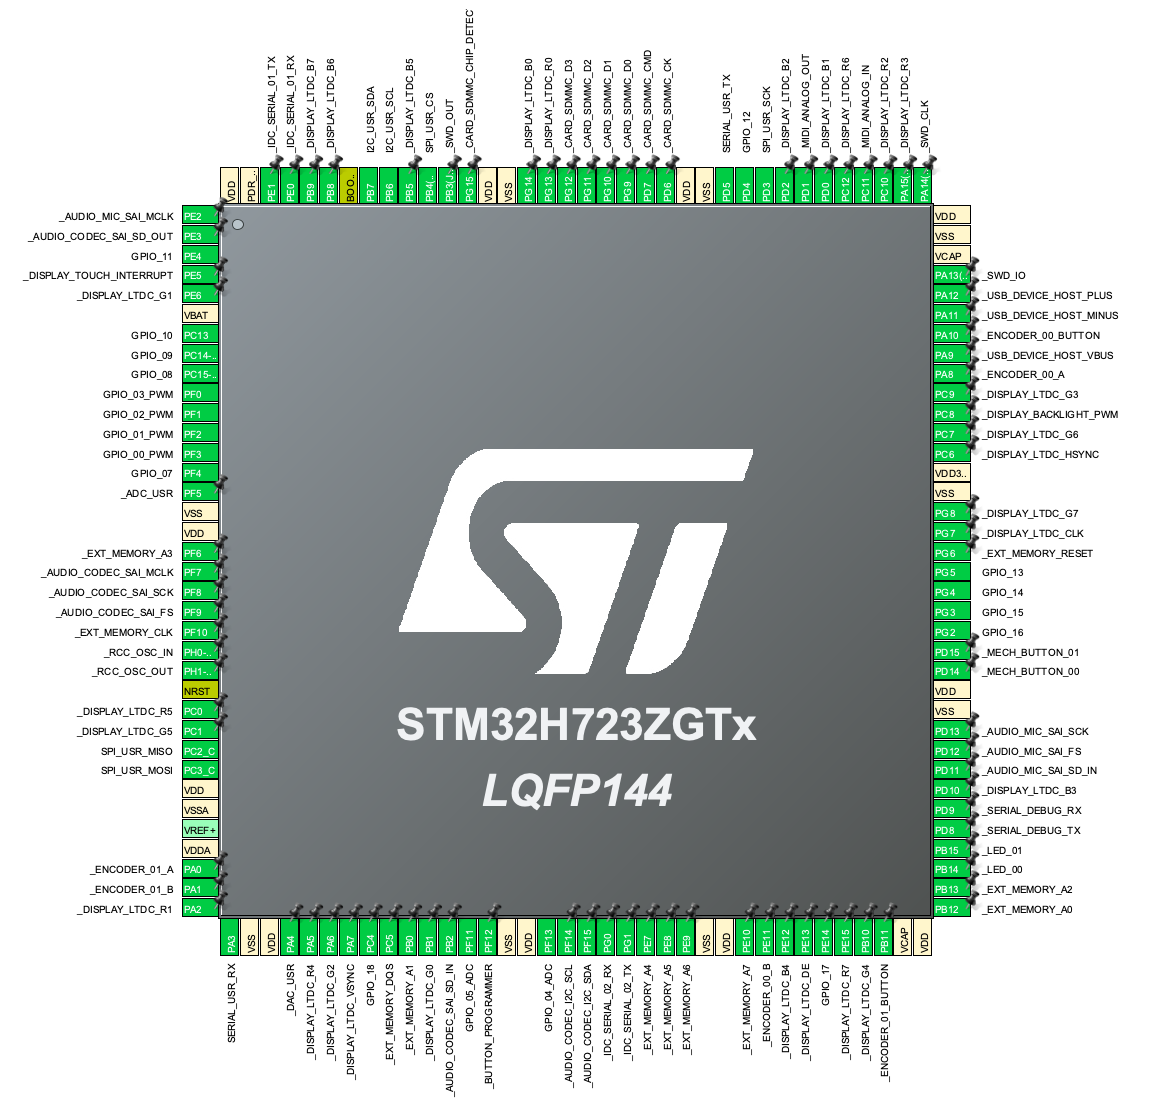 _IDC_SERIAL_01_TX
_IDC_SERIAL_01_RX
_DISPLAY_LTDC_B7
_DISPLAY_LTDC_B6
I2C_USR_SDA
I2C_USR_SCL
_DISPLAY_LTDC_B5
SPI_USR_CS
_SWD_OUT
_CARD_SDMMC_CHIP_DETEC
_DISPLAY_LTDC_B0
_DISPLAY_LTDC_R0
_CARD_SDMMC_D3
_CARD_SDMMC_D2
_CARD_SDMMC_D1
_CARD_SDMMC_D0
_CARD_SDMMC_CMD
_CARD_SDMMC_CK
SERIAL_USR_TX
GPIO_12
SPI_USR_SCK
_DISPLAY_LTDC_B2
_MIDI_ANALOG_OUT
_DISPLAY_LTDC_B1
_DISPLAY_LTDC_R6
_MIDI_ANALOG_IN
_DISPLAY_LTDC_R2
_DISPLAY_LTDC_R3
_SWD_CLK
VDD
PDR_..
PE1
PE0
PB9
PB8
BOO..
PB7
PB6
PB5
PB4(..
PB3(J..
PG15
VDD
VSS
PG14
PG13
PG12
PG11
PG10
PG9
PD7
PD6
VDD
VSS
PD5
PD4
PD3
PD2
PD1
PD0
PC12
PC11
PC10
PA15(..
PA14(..
_AUDIO_MIC_SAI_MCLK PE2
_AUDIO_CODEC_SAI_SD_OUT PE3
GPIO_11 PE4
_DISPLAY_TOUCH_INTERRUPT PE5
_DISPLAY_LTDC_G1 PE6
VBAT
GPIO_10 PC13
GPIO_09 PC14-..
GPIO_08 PC15-..
GPIO_03_PWM PF0
GPIO_02_PWM PF1
GPIO_01_PWM PF2
GPIO_00_PWM PF3
GPIO_07 PF4
_ADC_USR PF5
VSS
VDD
_EXT_MEMORY_A3 PF6
_AUDIO_CODEC_SAI_MCLK PF7
_AUDIO_CODEC_SAI_SCK PF8
_AUDIO_CODEC_SAI_FS PF9
_EXT_MEMORY_CLK PF10
_RCC_OSC_IN PH0-..
_RCC_OSC_OUT PH1-..
NRST
_DISPLAY_LTDC_R5 PC0
_DISPLAY_LTDC_G5 PC1
SPI_USR_MISO PC2_C
SPI_USR_MOSI PC3_C
VDD
VSSA
VREF+
VDDA
_ENCODER_01_A PA0
_ENCODER_01_B PA1
_DISPLAY_LTDC_R1 PA2
ST
STM32H723ZGTx
LQFP144
VDD
VSS
VCAP
PA13(.. _SWD_IO
PA12 _USB_DEVICE_HOST_PLUS
PA11 _USB_DEVICE_HOST_MINUS
PA10 _ENCODER_00_BUTTON
PA9 _USB_DEVICE_HOST_VBUS
PA8 _ENCODER_00_A
PC9 _DISPLAY_LTDC_G3
PC8 _DISPLAY_BACKLIGHT_PWM
PC7 _DISPLAY_LTDC_G6
PC6 _DISPLAY_LTDC_HSYNC
VDD3..
VSS
PG8 _DISPLAY_LTDC_G7
PG7 _DISPLAY_LTDC_CLK
PG6 _EXT_MEMORY_RESET
PG5 GPIO_13
PG4 GPIO_14
PG3 GPIO_15
PG2 GPIO_16
PD15 _MECH_BUTTON_01
PD14 _MECH_BUTTON_00
VDD
VSS
PD13 _AUDIO_MIC_SAI_SCK
PD12 _AUDIO_MIC_SAI_FS
PD11 _AUDIO_MIC_SAI_SD_IN
PD10 _DISPLAY_LTDC_B3
PD9 _SERIAL_DEBUG_RX
PD8 _SERIAL_DEBUG_TX
PB15 _LED_01
PB14 _LED_00
PB13 _EXT_MEMORY_A2
PB12 _EXT_MEMORY_A0
PA3
VSS
VDD
PA4
PA5
PA6
PA7
PC4
PC5
PB0
PB1
PB2
PF11
PF12
VSS
VDD
PF13
PF14
PF15
PG0
PG1
PE7
PE8
PE9
VSS
VDD
PE10
PE11
PE12
PE13
PE14
PE15
PB10
PB11
VCAP
VDD
SERIAL_USR_RX
_DAC_USR
_DISPLAY_LTDC_R4
_DISPLAY_LTDC_G2
_DISPLAY_LTDC_VSYNC
GPIO_18
_EXT_MEMORY_DQS
_EXT_MEMORY_A1
_DISPLAY_LTDC_G0
_AUDIO_CODEC_SAI_SD_IN
GPIO_05_ADC
_BUTTON_PROGRAMMER
GPIO_04_ADC
_AUDIO_CODEC_I2C_SCL
_AUDIO_CODEC_I2C_SDA
_IDC_SERIAL_02_RX
_IDC_SERIAL_02_TX
_EXT_MEMORY_A4
_EXT_MEMORY_A5
_EXT_MEMORY_A6
_EXT_MEMORY_A7
_ENCODER_00_B
_DISPLAY_LTDC_B4
_DISPLAY_LTDC_DE
GPIO_17
_DISPLAY_LTDC_R7
_DISPLAY_LTDC_G4
_ENCODER_01_BUTTON